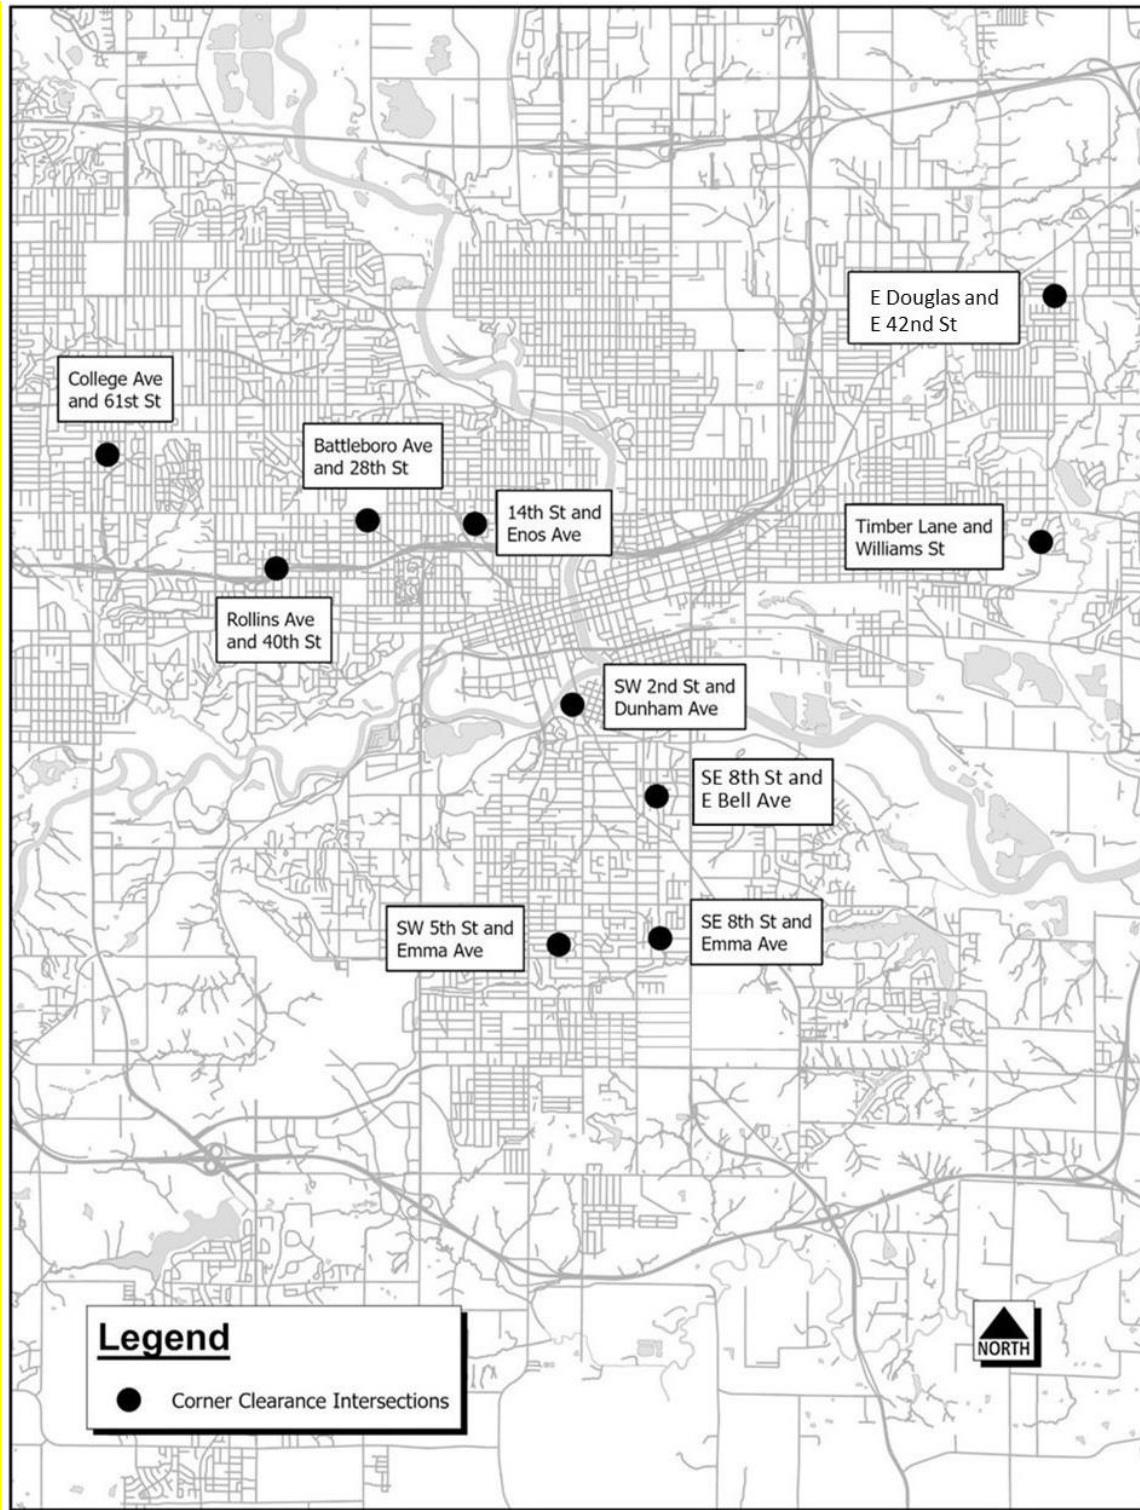 E Douglas and
E 42nd St
College Ave
and 61st St
Battleboro Ave
and 28th St
14th St and
Enos Ave
Timber Lane and
Williams St
Rollins Ave
and 40th St
SW 2nd St and
Dunham Ave
SE 8th St and
E Bell Ave
SW 5th St and
Emma Ave
SE 8th St and
Emma Ave
Legend
Corner Clearance Intersections
NORTH